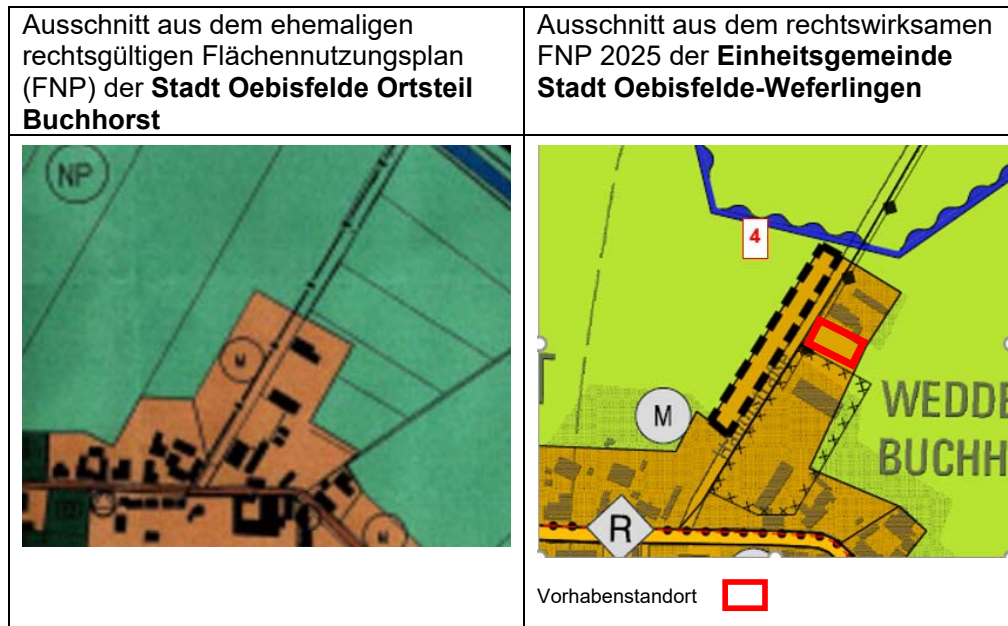 Ausschnitt aus dem ehemaligen
rechtsgültigen Flächennutzungsplan
(FNP) der Stadt Oebisfelde Ortsteil
Buchhorst
Ausschnitt aus dem rechtswirksamen
FNP 2025 der Einheitsgemeinde
Stadt Oebisfelde-Weferlingen
NP
M
4
M
WEDDE
BUCHH
R
Vorhabenstandort